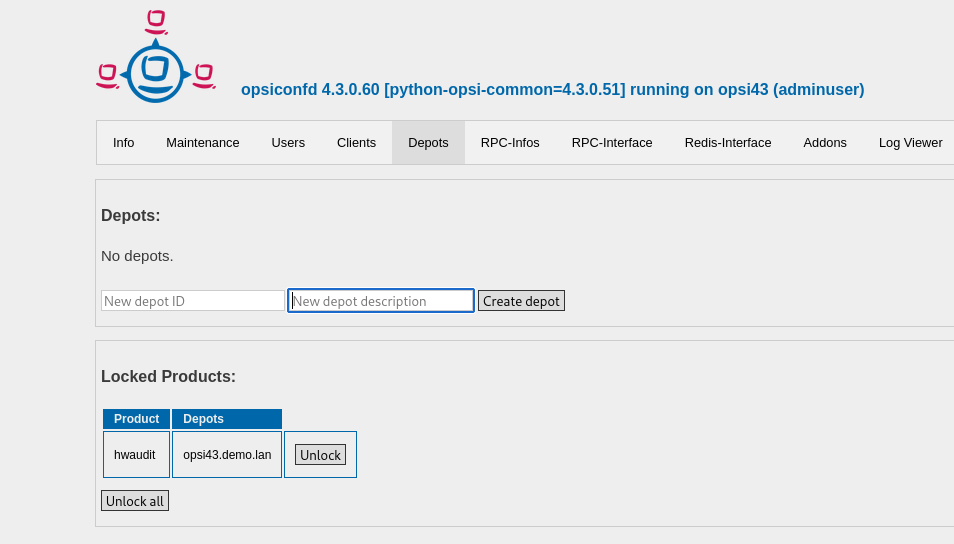 opsiconfd 4.3.0.60 [python-opsi-common=4.3.0.51] running on opsi43 (adminuser)
Info Maintenance Users Clients Depots RPC-Infos RPC-Interface Redis-Interface Addons Log Viewer
Depots:
No depots.
New depot ID New depot description Create depot
Locked Products:
Product Depots
hwaudit opsi43.demo.lan Unlock
Unlock all